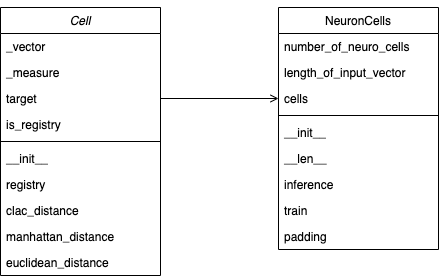 Cell
_vector
_measure
target
is_registry
__init__
registry
clac_distance
manhattan_distance
euclidean_distance
NeuronCells
number_of_neuro_cells
length_of_input_vector
cells
__init__
__len__
inference
train
padding